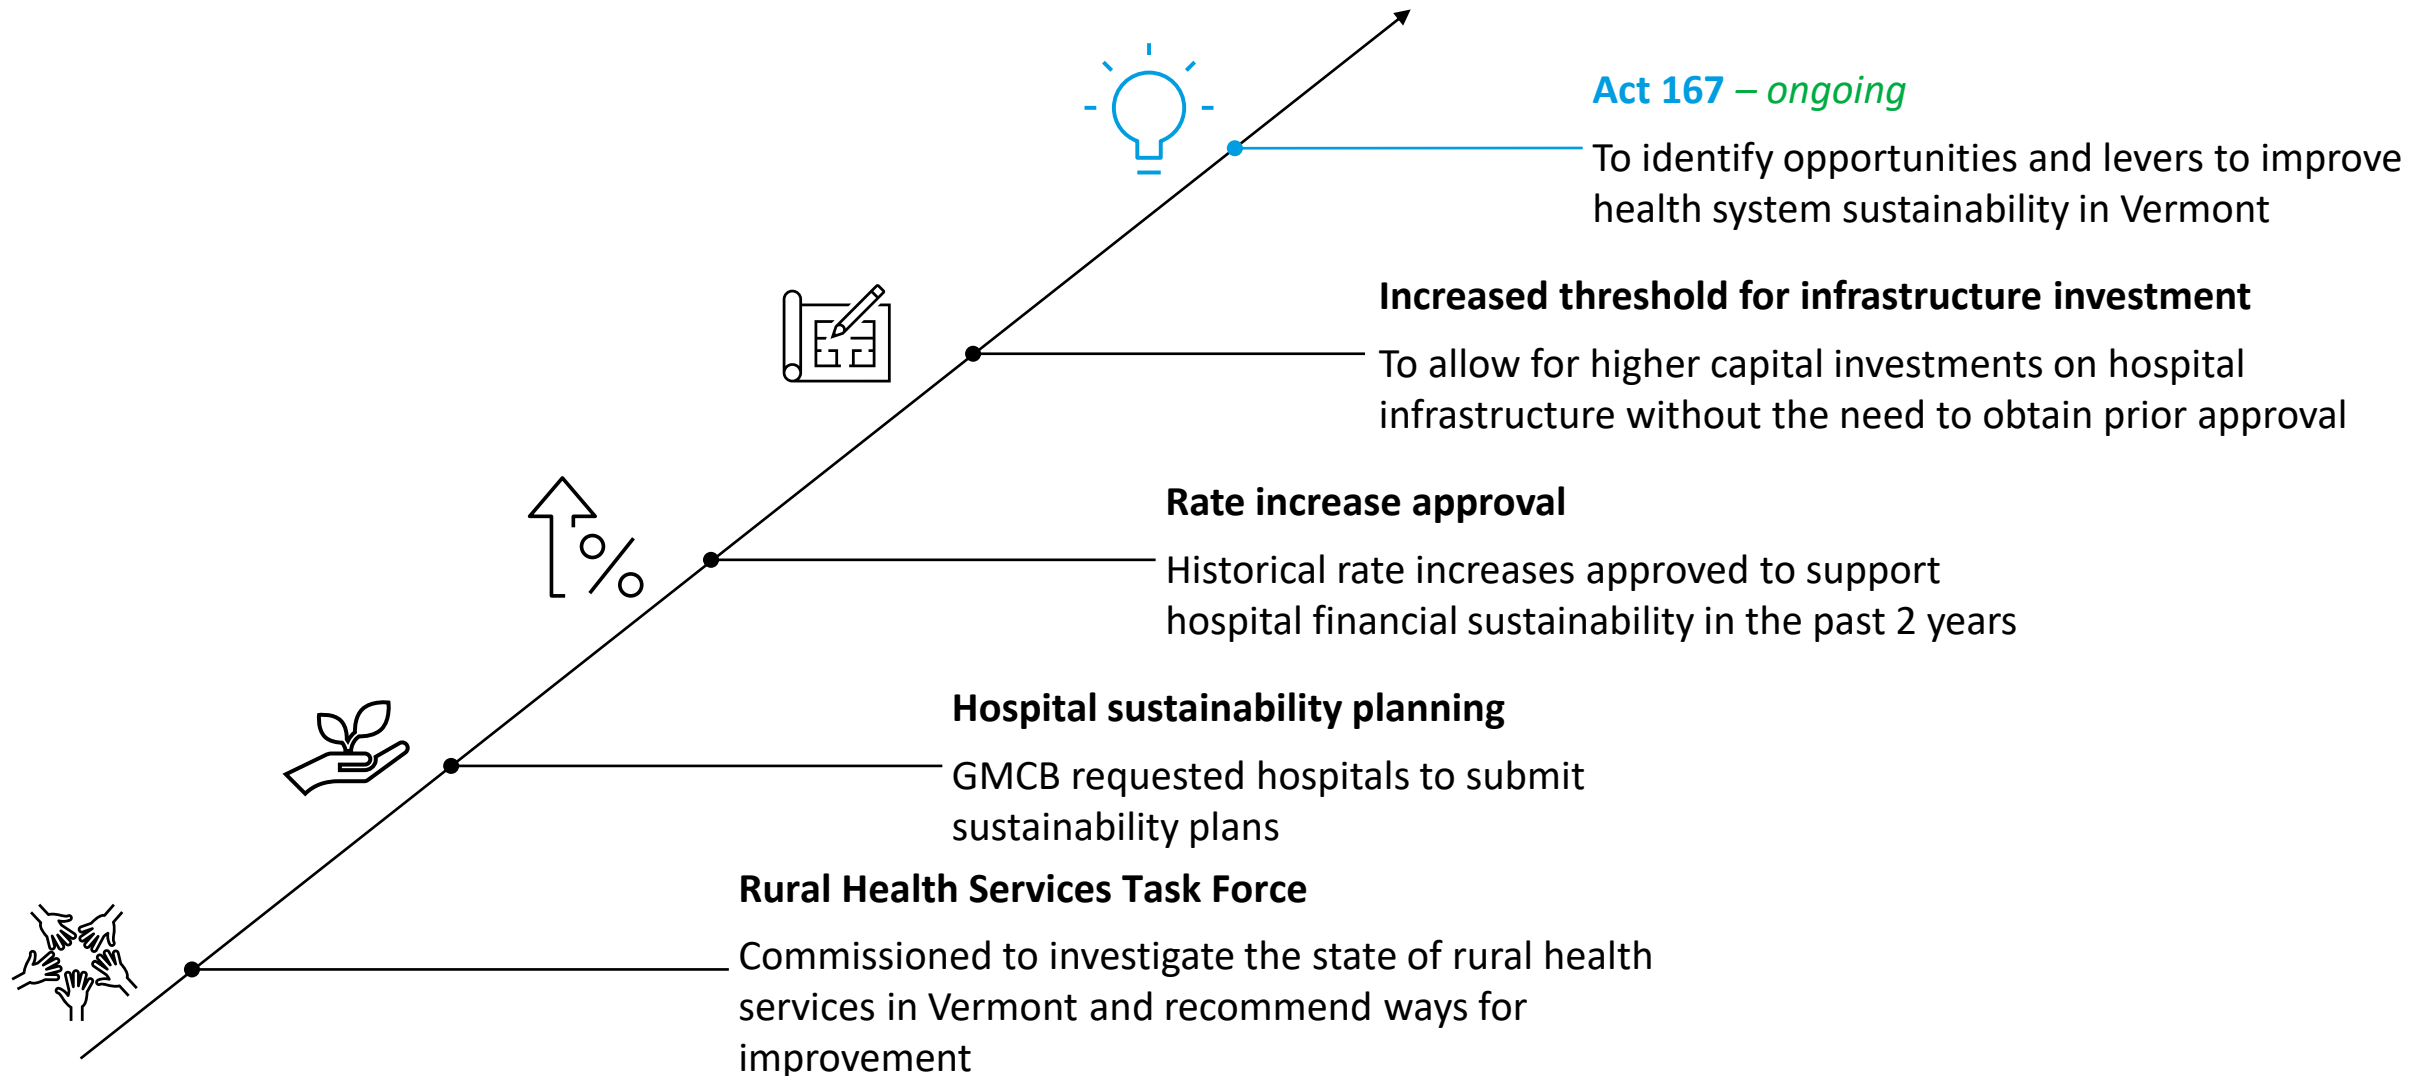 Act 167 – ongoing
To identify opportunities and levers to improve
health system sustainability in Vermont
Increased threshold for infrastructure investment
To allow for higher capital investments on hospital
infrastructure without the need to obtain prior approval
Rate increase approval
Historical rate increases approved to support
hospital financial sustainability in the past 2 years
Hospital sustainability planning
GMCB requested hospitals to submit
sustainability plans
Rural Health Services Task Force
Commissioned to investigate the state of rural health
services in Vermont and recommend ways for
improvement